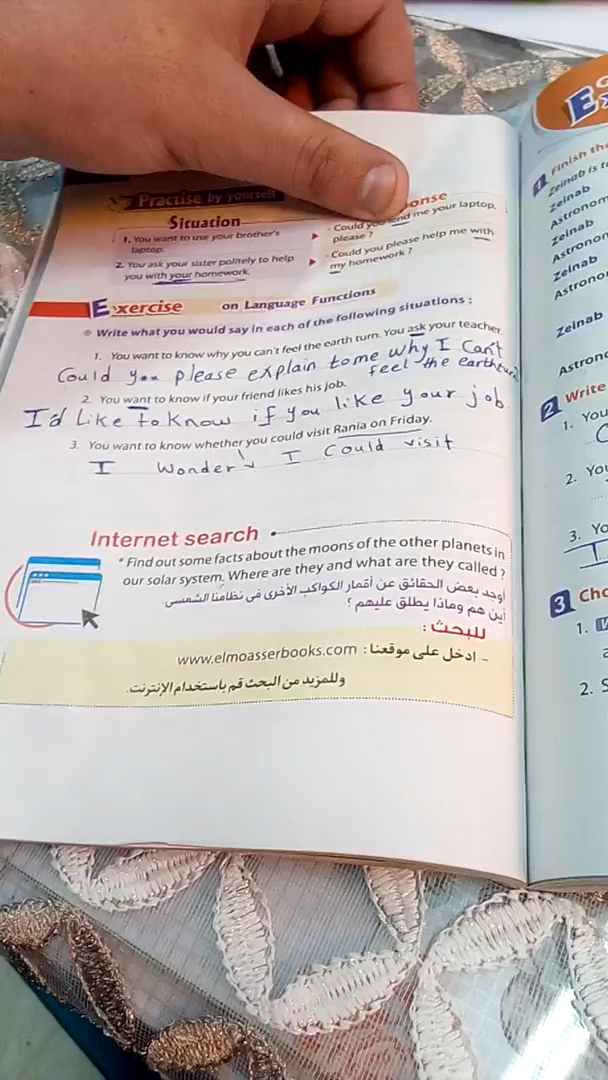 Practise by yourself
Situation
1. You want to use your brother's
laptop.
- Could you lend me your laptop,
please ?
2. You ask your sister politely to help
you with your homework.
- Could you please help me with
my homework ?
Exercise on Language Functions
Write what you would say in each of the following situations :
1. You want to know why you can't feel the earth turn. You ask your teacher.
Could you please explain to me why I can't
feel the earth turn
2. You want to know if your friend likes his job.
I'd Like to know if you like your job.
3. You want to know whether you could visit Rania on Friday.
I wonder I Could visit
Internet search
* Find out some facts about the moons of the other planets in
our solar system. Where are they and what are they called ?
أوجد بعض الحقائق عن أقمار الكواكب الأخرى فى نظامنا الشمسى
أين هم وماذا يطلق عليهم ؟
للبحث :
- ادخل على موقعنا : www.elmoasserbooks.com
وللمزيد من البحث قم باستخدام الإنترنت.
1 Finish the
Zeinab is t
Zeinab
Astronom
Zeinab
Astronon
Zeinab
Astrono
Zeinab
Astron
2 Write
1. You
2. You
3. Yo
3 Cho
1.
2. S